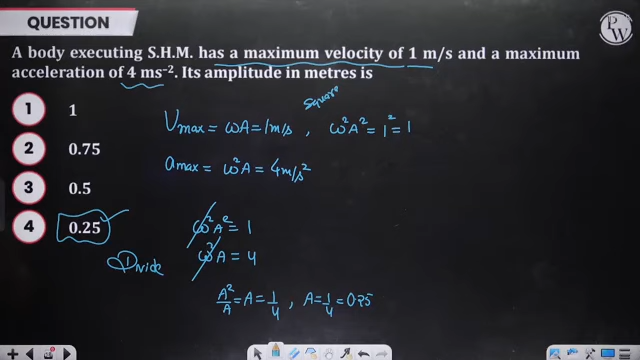 QUESTION
PW
A body executing S.H.M. has a maximum velocity of 1 m/s and a maximum
acceleration of 4 ms⁻². Its amplitude in metres is
1 1
2 0.75
3 0.5
4 0.25
Square
Vmax = ωA = 1m/s , ω²A² = 1² = 1
amax = ω²A = 4m/s²
ω²A² = 1
ω²A = 4
Divide
A²/A = A = 1/4 , A = 1/4 = 0.25